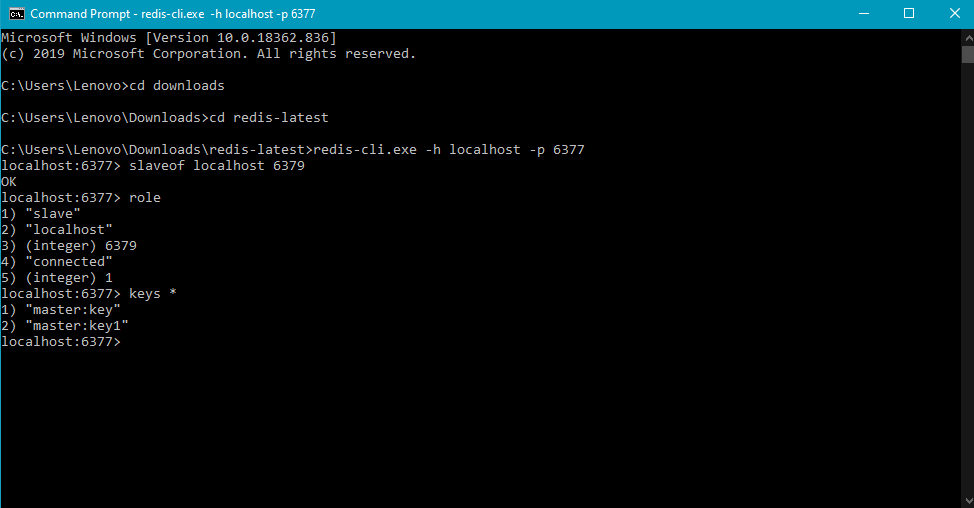 Command Prompt - redis-cli.exe -h localhost -p 6377
Microsoft Windows [Version 10.0.18362.836]
(c) 2019 Microsoft Corporation. All rights reserved.
C:\Users\Lenovo>cd downloads
C:\Users\Lenovo\Downloads>cd redis-latest
C:\Users\Lenovo\Downloads\redis-latest>redis-cli.exe -h localhost -p 6377
localhost:6377> slaveof localhost 6379
OK
localhost:6377> role
1) "slave"
2) "localhost"
3) (integer) 6379
4) "connected"
5) (integer) 1
localhost:6377> keys *
1) "master:key"
2) "master:key1"
localhost:6377>